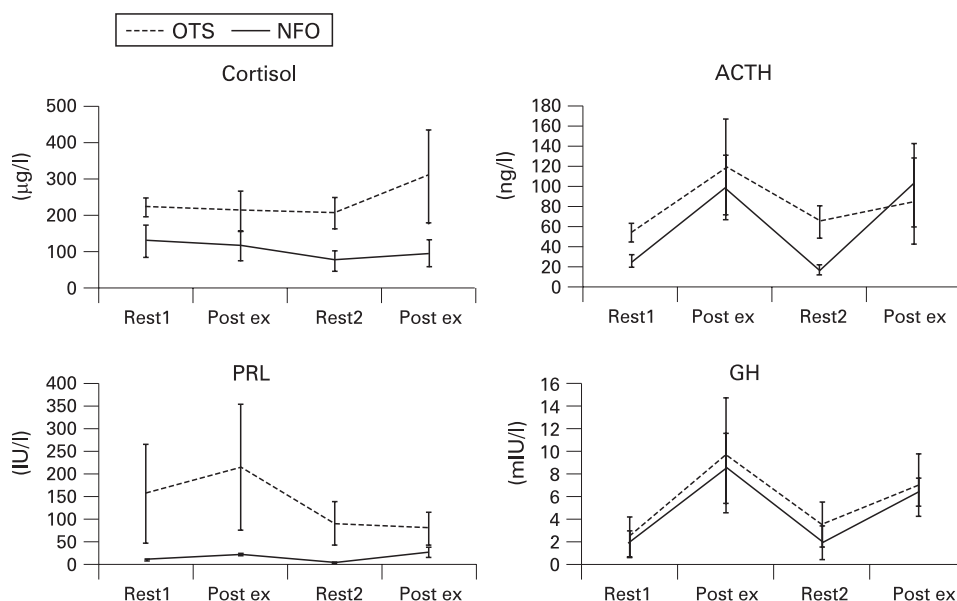 OTS NFO
Cortisol
(µg/l)
500
400
300
200
100
0
Rest1 Post ex Rest2 Post ex
ACTH
(ng/l)
180
160
140
120
100
80
60
40
20
0
Rest1 Post ex Rest2 Post ex
PRL
(IU/l)
400
350
300
250
200
150
100
50
0
Rest1 Post ex Rest2 Post ex
GH
(mIU/l)
16
14
12
10
8
6
4
2
0
Rest1 Post ex Rest2 Post ex